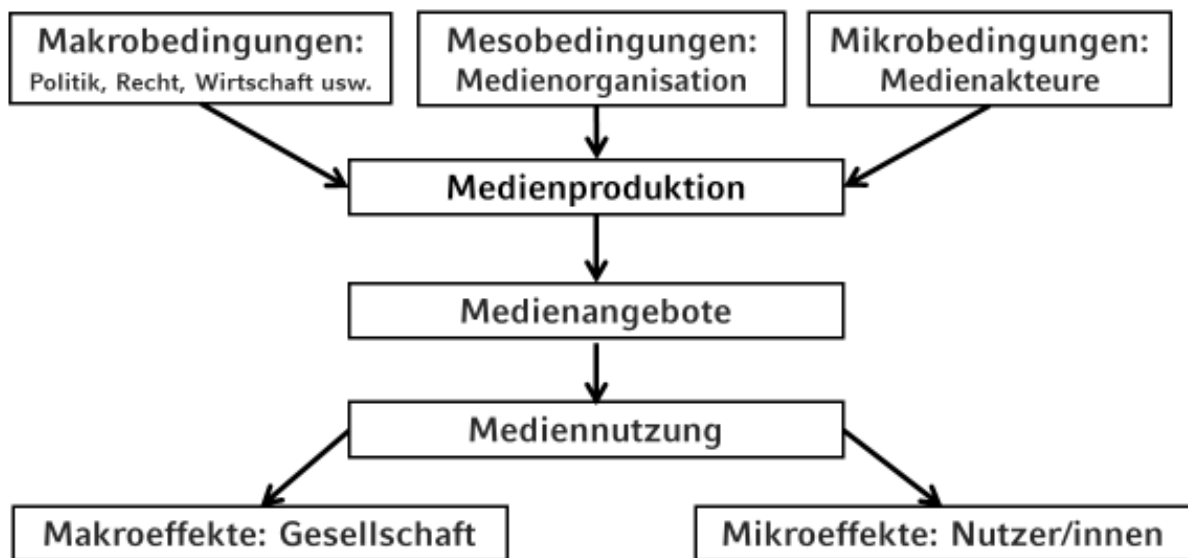 Makrobedingungen:
Politik, Recht, Wirtschaft usw.
Mesobedingungen:
Medienorganisation
Mikrobedingungen:
Medienakteure
Medienproduktion
Medienangebote
Mediennutzung
Makroeffekte: Gesellschaft
Mikroeffekte: Nutzer/innen